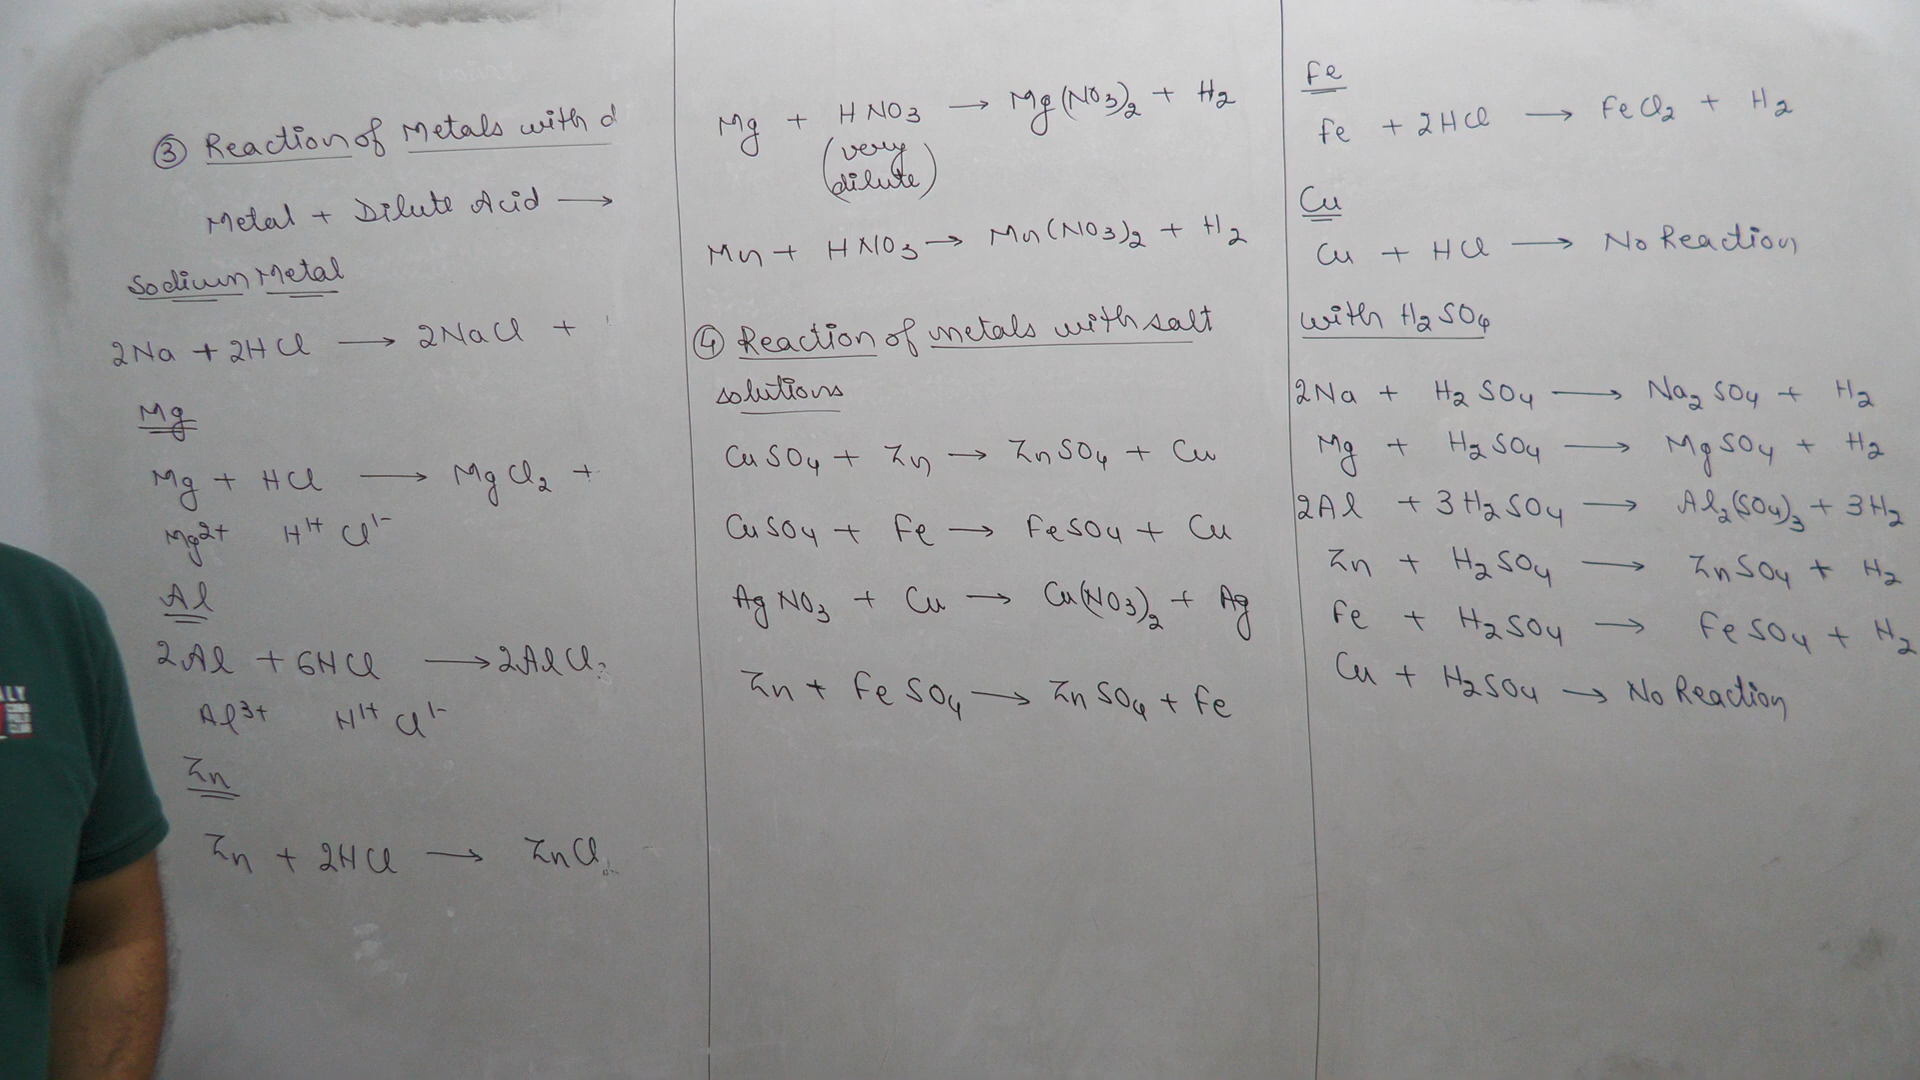 ③ Reaction of Metals with d
Metal + Dilute Acid →
Sodium Metal
2Na + 2HCl → 2NaCl +
Mg
Mg + HCl → MgCl₂ +
Mg²⁺ H¹⁺ Cl¹⁻
Al
2Al + 6HCl → 2AlCl
Al³⁺ H¹⁺ Cl¹⁻
Zn
Zn + 2HCl → ZnCl
Mg + HNO₃ → Mg(NO₃)₂ + H₂
(very
dilute)
Mn + HNO₃ → Mn(NO₃)₂ + H₂
④ Reaction of metals with salt
solutions
CuSO₄ + Zn → ZnSO₄ + Cu
CuSO₄ + Fe → FeSO₄ + Cu
AgNO₃ + Cu → Cu(NO₃)₂ + Ag
Zn + FeSO₄ → ZnSO₄ + Fe
Fe
Fe + 2HCl → FeCl₂ + H₂
Cu
Cu + HCl → No Reaction
with H₂SO₄
2Na + H₂SO₄ → Na₂SO₄ + H₂
Mg + H₂SO₄ → MgSO₄ + H₂
2Al + 3H₂SO₄ → Al₂(SO₄)₃ + 3H₂
Zn + H₂SO₄ → ZnSO₄ + H₂
Fe + H₂SO₄ → FeSO₄ + H₂
Cu + H₂SO₄ → No Reaction